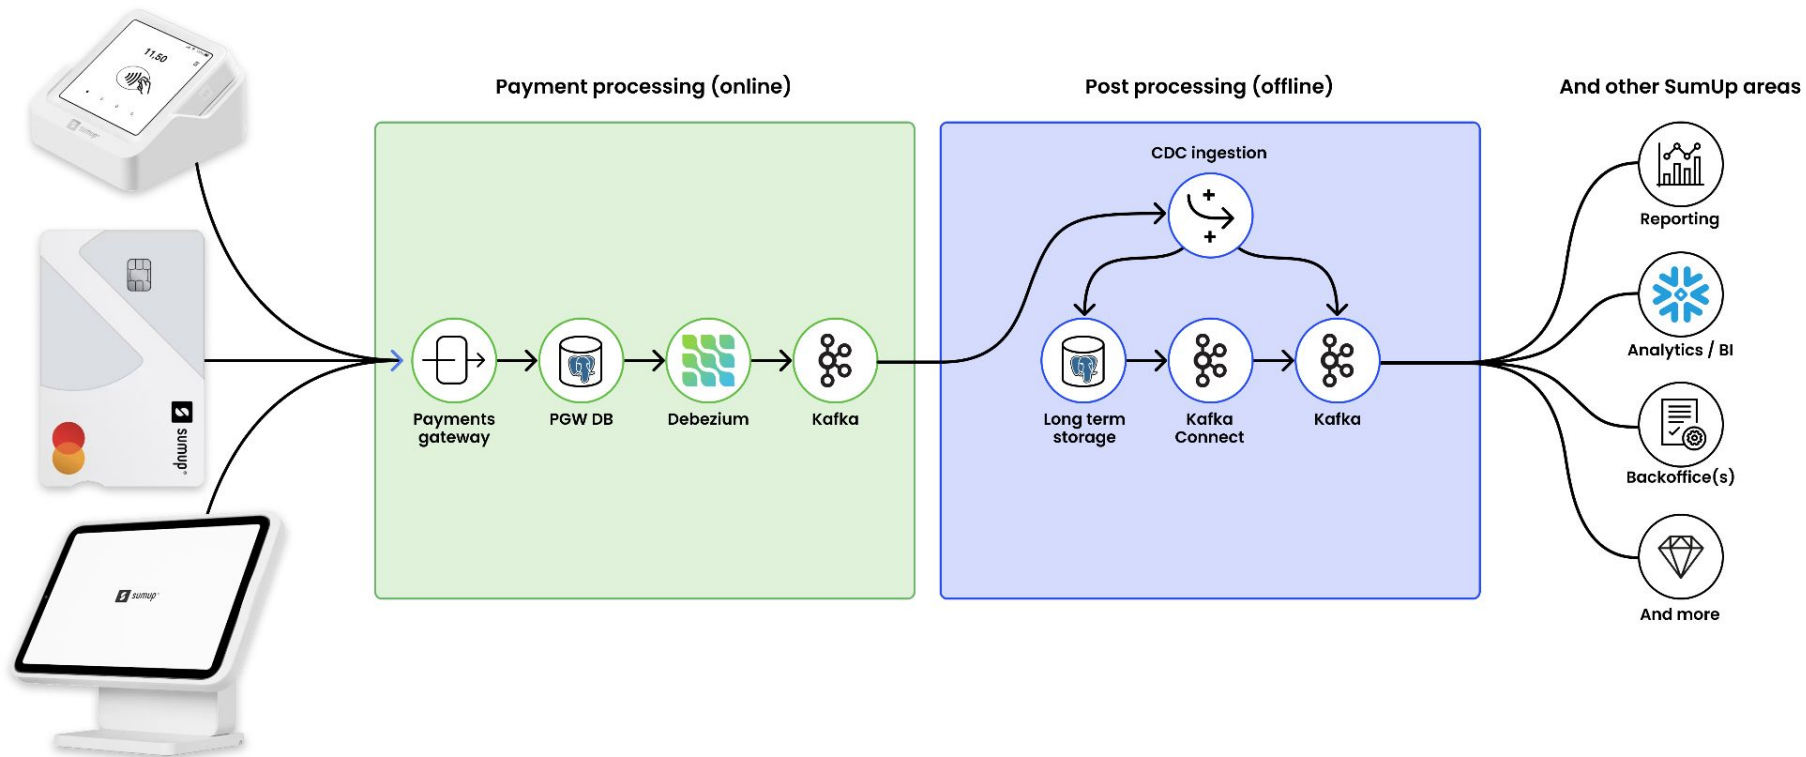 11,50
sumup
sumup
sumup
Payment processing (online)
Payments
gateway
PGW DB
Debezium
Kafka
Post processing (offline)
CDC ingestion
Long term
storage
Kafka
Connect
Kafka
And other SumUp areas
Reporting
Analytics / BI
Backoffice(s)
And more